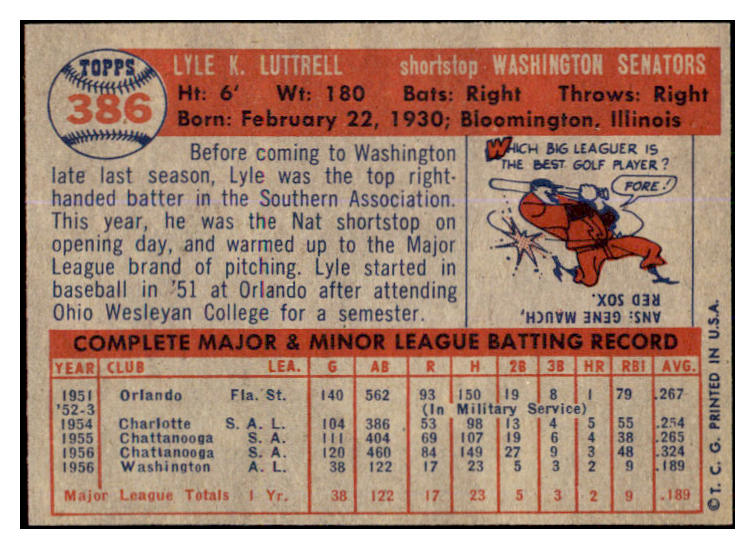 TOPPS
386
LYLE K. LUTTRELL shortstop WASHINGTON SENATORS
Ht: 6' Wt: 180 Bats: Right Throws: Right
Born: February 22, 1930; Bloomington, Illinois
Before coming to Washington
late last season, Lyle was the top right-
handed batter in the Southern Association.
This year, he was the Nat shortstop on
opening day, and warmed up to the Major
League brand of pitching. Lyle started in
baseball in '51 at Orlando after attending
Ohio Wesleyan College for a semester.
WHICH BIG LEAGUER IS
THE BEST GOLF PLAYER?
FORE!
ANS: GENE MAUCH,
RED SOX.
COMPLETE MAJOR & MINOR LEAGUE BATTING RECORD
YEAR CLUB LEA. G AB R H 2B 3B HR RBI AVG.
1951 Orlando Fla. St. 140 562 93 150 19 8 1 79 .267
'52-3 (In Military Service)
1954 Charlotte S. A. L. 104 386 53 98 13 4 5 55 .254
1955 Chattanooga S. A. 111 404 69 107 19 6 4 38 .265
1956 Chattanooga S. A. 120 460 84 149 27 9 3 48 .324
1956 Washington A. L. 38 122 17 23 5 3 2 9 .189
Major League Totals 1 Yr. 38 122 17 23 5 3 2 9 .189
© T. C. G. PRINTED IN U.S.A.